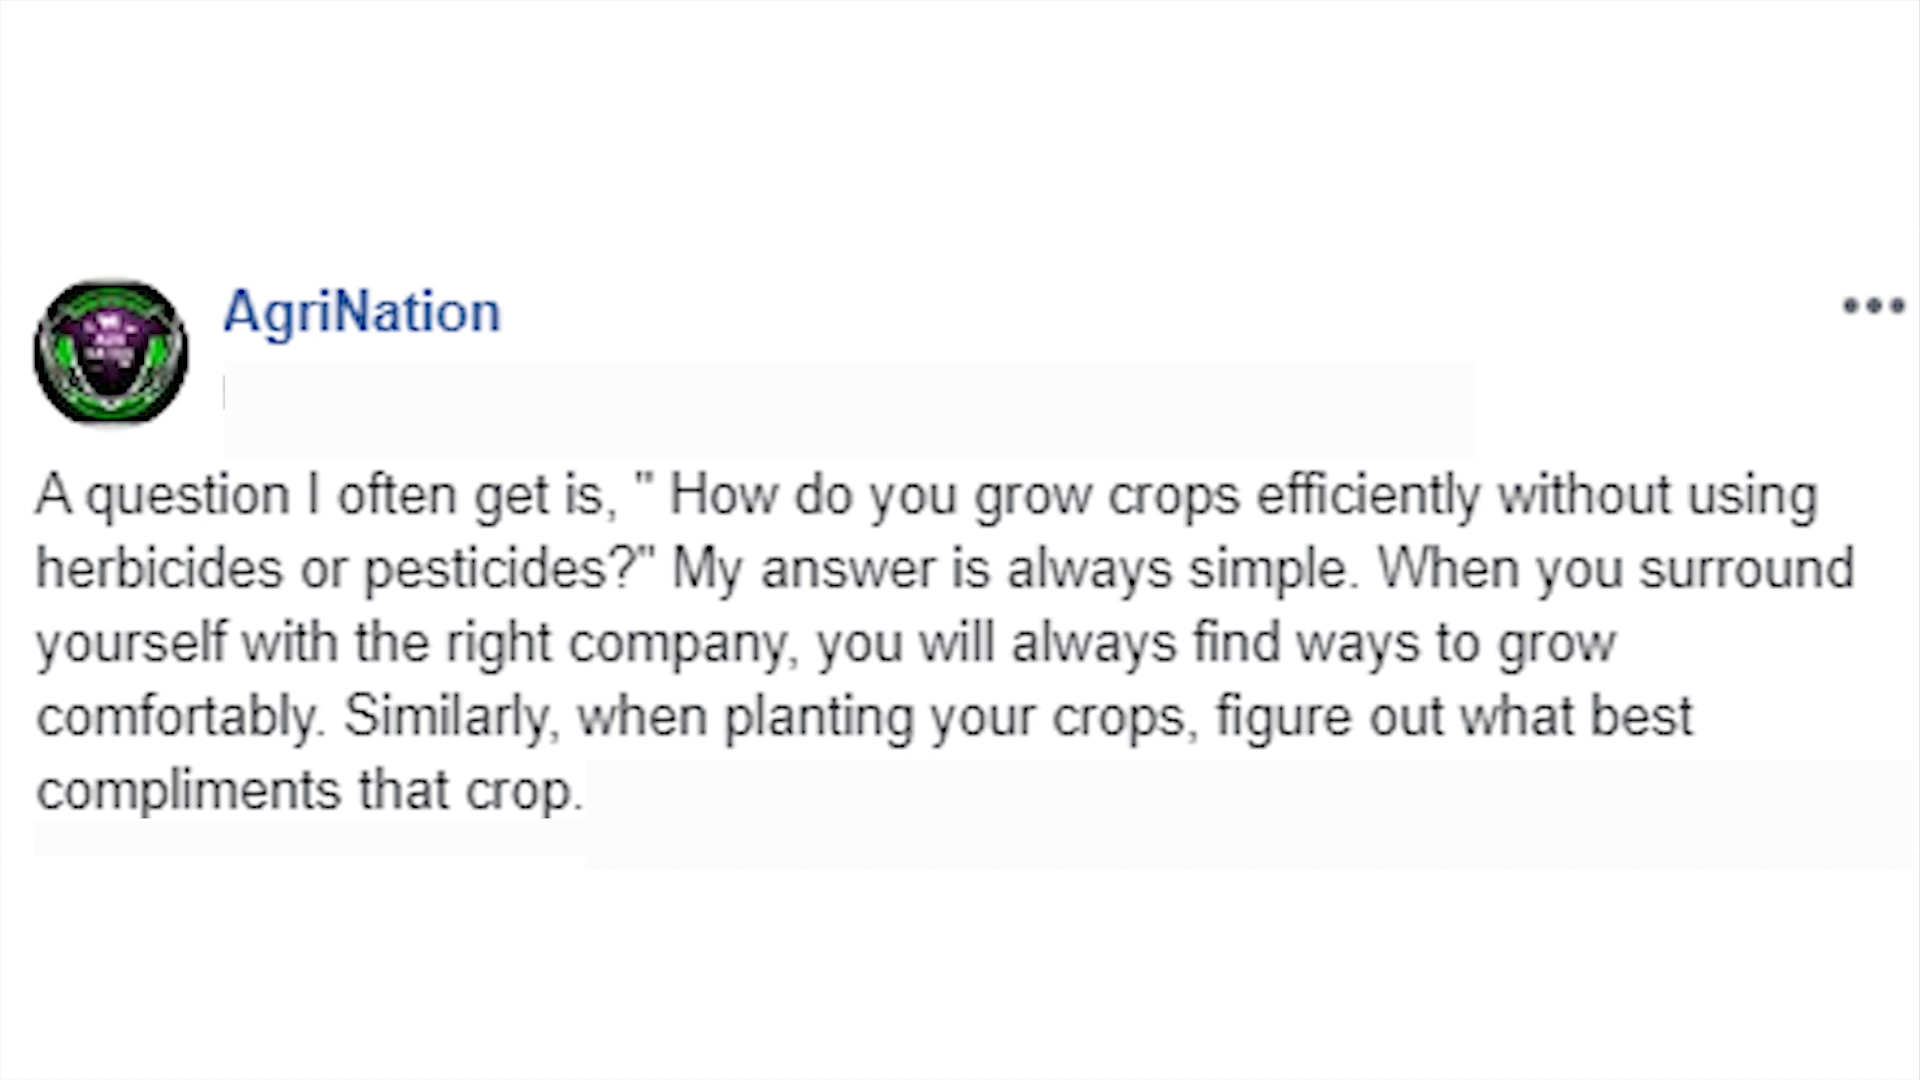 AgriNation
A question I often get is, " How do you grow crops efficiently without using
herbicides or pesticides?" My answer is always simple. When you surround
yourself with the right company, you will always find ways to grow
comfortably. Similarly, when planting your crops, figure out what best
compliments that crop.